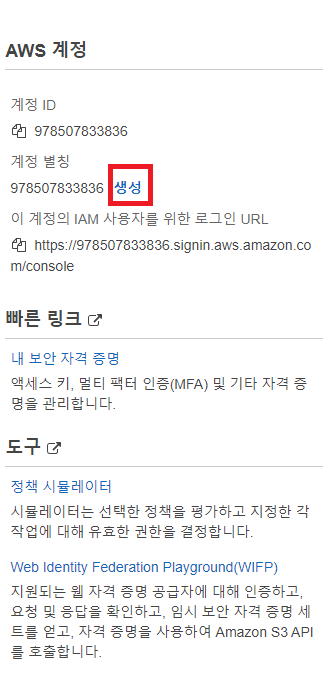 AWS 계정
계정 ID
978507833836
계정 별칭
978507833836 생성
이 계정의 IAM 사용자를 위한 로그인 URL
https://978507833836.signin.aws.amazon.co
m/console
빠른 링크
내 보안 자격 증명
액세스 키, 멀티 팩터 인증(MFA) 및 기타 자격 증
명을 관리합니다.
도구
정책 시뮬레이터
시뮬레이터는 선택한 정책을 평가하고 지정한 각
작업에 대해 유효한 권한을 결정합니다.
Web Identity Federation Playground(WIFP)
지원되는 웹 자격 증명 공급자에 대해 인증하고,
요청 및 응답을 확인하고, 임시 보안 자격 증명 세
트를 얻고, 자격 증명을 사용하여 Amazon S3 API
를 호출합니다.